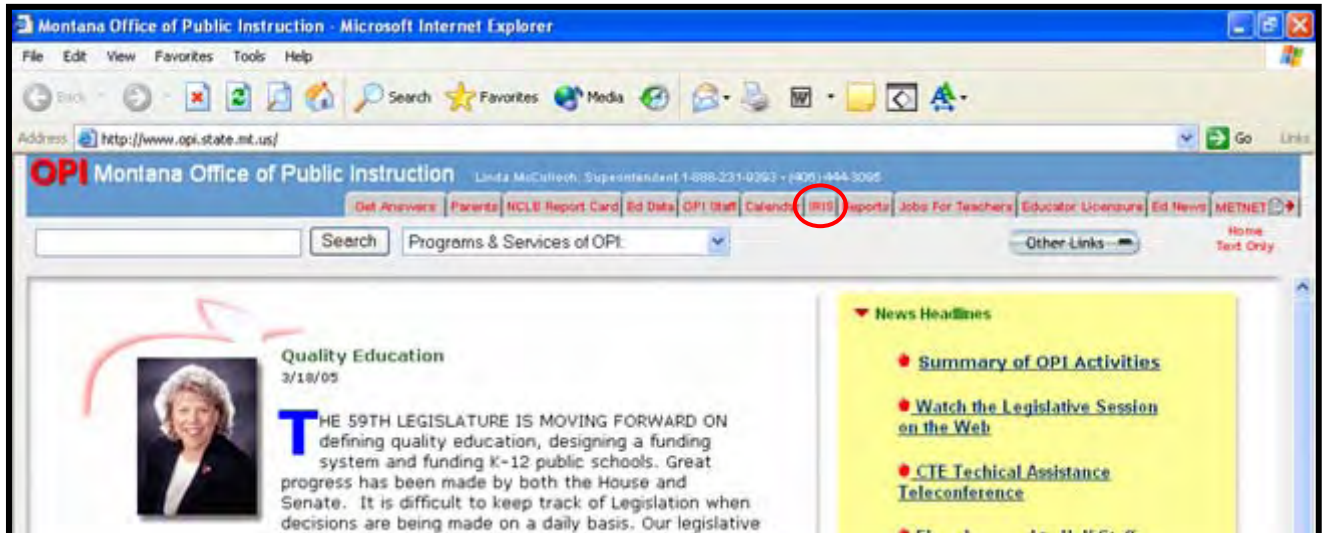 Montana Office of Public Instruction - Microsoft Internet Explorer
File Edit View Favorites Tools Help
Back Search Favorites Media
Address http://www.opi.state.mt.us/ Go Links
OPI Montana Office of Public Instruction Linda McCulloch, Superintendent 1-888-231-9393 - (406) 444-3095
Get Answers Parents NCLB Report Card Ed Data OPI Staff Calendar IRIS Reports Jobs For Teachers Educator Licensure Ed News METNET
Search Programs & Services of OPI: Other Links Home
Text Only
News Headlines
Quality Education
3/18/05
THE 59TH LEGISLATURE IS MOVING FORWARD ON
defining quality education, designing a funding
system and funding K-12 public schools. Great
progress has been made by both the House and
Senate. It is difficult to keep track of Legislation when
decisions are being made on a daily basis. Our legislative
Summary of OPI Activities
Watch the Legislative Session
on the Web
CTE Techical Assistance
Teleconference